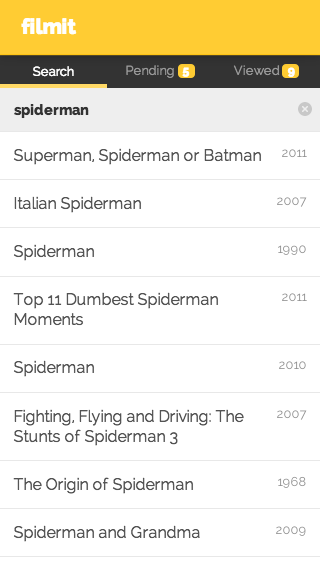 filmit
Search Pending 5 Viewed 9
spiderman
Superman, Spiderman or Batman 2011
Italian Spiderman 2007
Spiderman 1990
Top 11 Dumbest Spiderman 2011
Moments
Spiderman 2010
Fighting, Flying and Driving: The 2007
Stunts of Spiderman 3
The Origin of Spiderman 1968
Spiderman and Grandma 2009